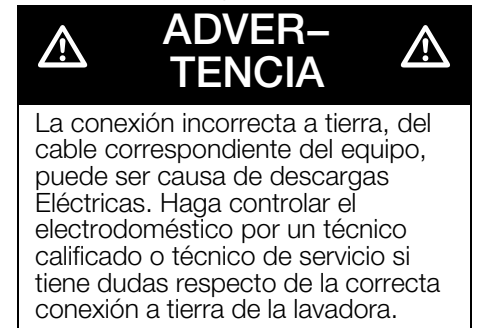 ADVER–
TENCIA
La conexión incorrecta a tierra, del
cable correspondiente del equipo,
puede ser causa de descargas
Eléctricas. Haga controlar el
electrodoméstico por un técnico
calificado o técnico de servicio si
tiene dudas respecto de la correcta
conexión a tierra de la lavadora.